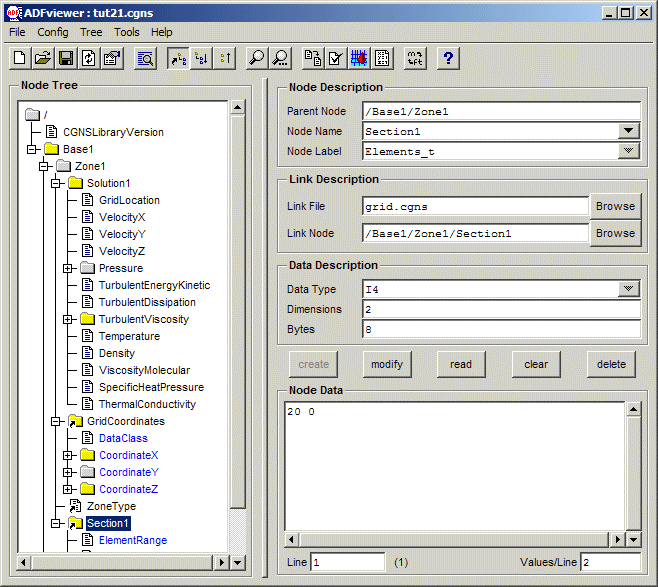 ADFviewer : tut21.cgns
File Config Tree Tools Help
Node Tree
/
CGNSLibraryVersion
Base1
Zone1
Solution1
GridLocation
VelocityX
VelocityY
VelocityZ
Pressure
TurbulentEnergyKinetic
TurbulentDissipation
TurbulentViscosity
Temperature
Density
ViscosityMolecular
SpecificHeatPressure
ThermalConductivity
GridCoordinates
DataClass
CoordinateX
CoordinateY
CoordinateZ
ZoneType
Section1
ElementRange
Node Description
Parent Node /Base1/Zone1
Node Name Section1
Node Label Elements_t
Link Description
Link File grid.cgns Browse
Link Node /Base1/Zone1/Section1 Browse
Data Description
Data Type I4
Dimensions 2
Bytes 8
create modify read clear delete
Node Data
20 0
Line 1 (1) Values/Line 2